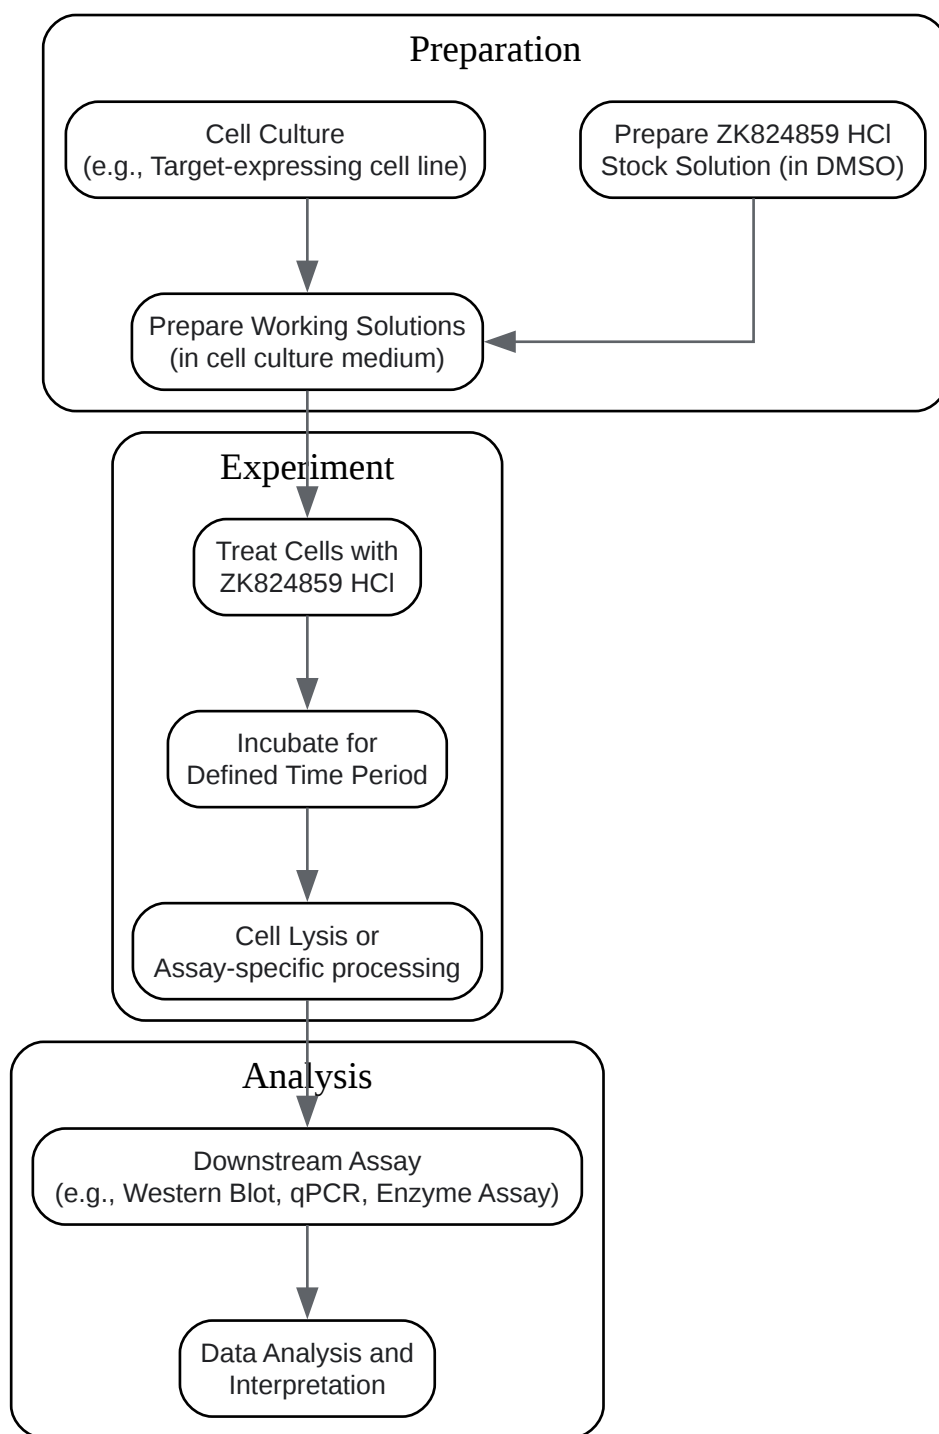 Preparation
Cell Culture
(e.g., Target-expressing cell line)
Prepare ZK824859 HCl
Stock Solution (in DMSO)
Prepare Working Solutions
(in cell culture medium)
Experiment
Treat Cells with
ZK824859 HCl
Incubate for
Defined Time Period
Cell Lysis or
Assay-specific processing
Analysis
Downstream Assay
(e.g., Western Blot, qPCR, Enzyme Assay)
Data Analysis and
Interpretation